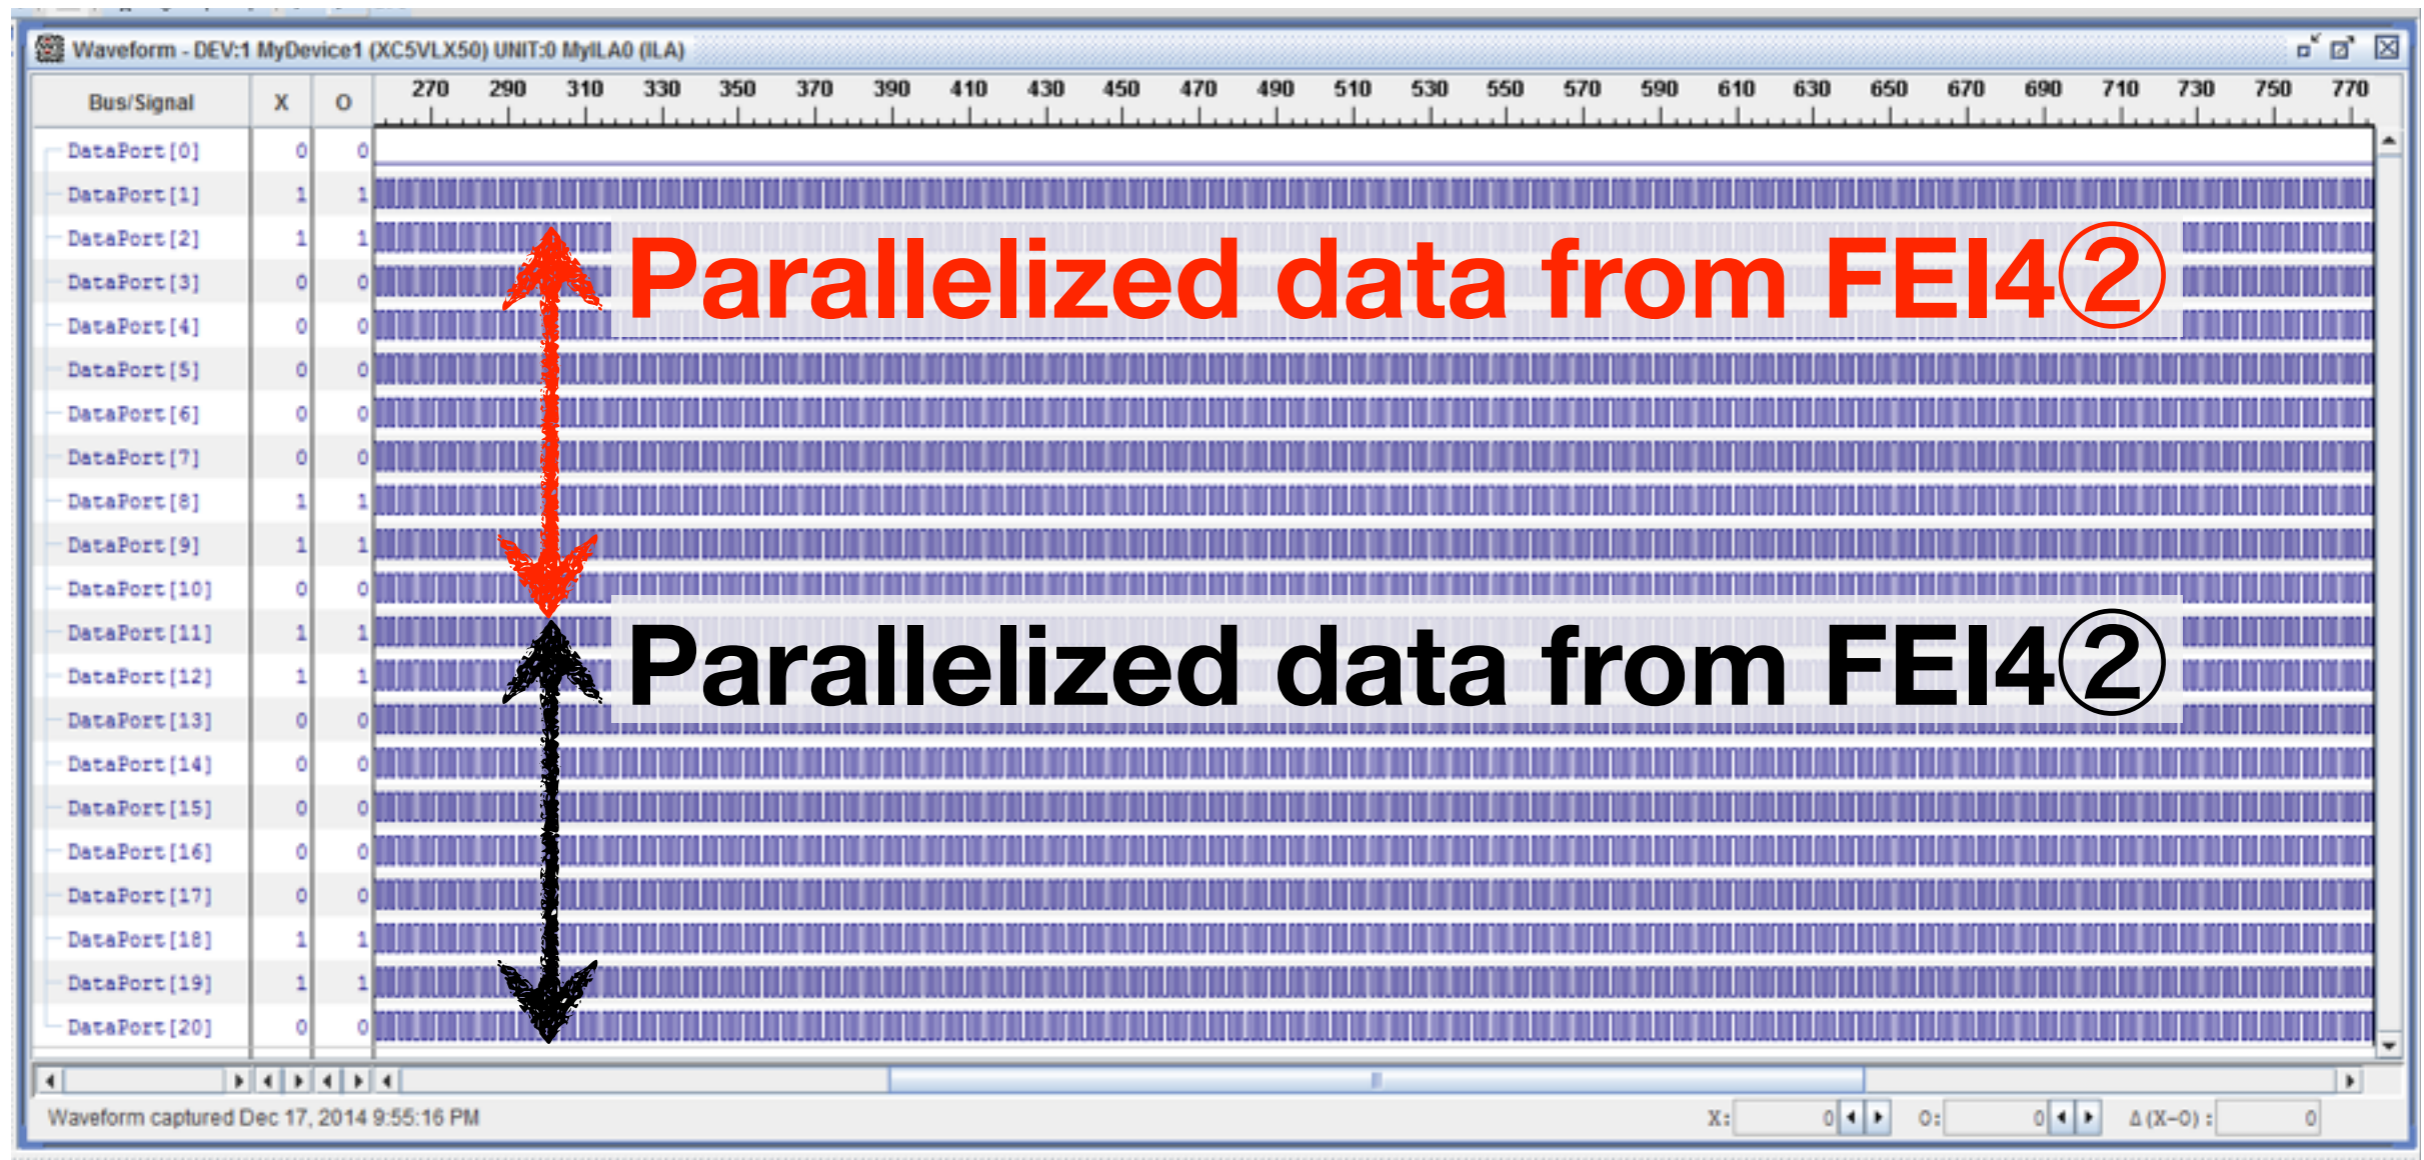 Waveform - DEV:1 MyDevice1 (XC5VLX50) UNIT:0 MyILA0 (ILA)
Bus/Signal X O 270 290 310 330 350 370 390 410 430 450 470 490 510 530 550 570 590 610 630 650 670 690 710 730 750 770
DataPort[0] 0 0
DataPort[1] 1 1
DataPort[2] 1 1
DataPort[3] 0 0
Parallelized data from FEI4②
DataPort[4] 0 0
DataPort[5] 0 0
DataPort[6] 0 0
DataPort[7] 0 0
DataPort[8] 1 1
DataPort[9] 1 1
DataPort[10] 0 0
DataPort[11] 1 1
Parallelized data from FEI4②
DataPort[12] 1 1
DataPort[13] 0 0
DataPort[14] 0 0
DataPort[15] 0 0
DataPort[16] 0 0
DataPort[17] 0 0
DataPort[18] 1 1
DataPort[19] 1 1
DataPort[20] 0 0
Waveform captured Dec 17, 2014 9:55:16 PM X: 0 O: 0 Δ(X-O): 0